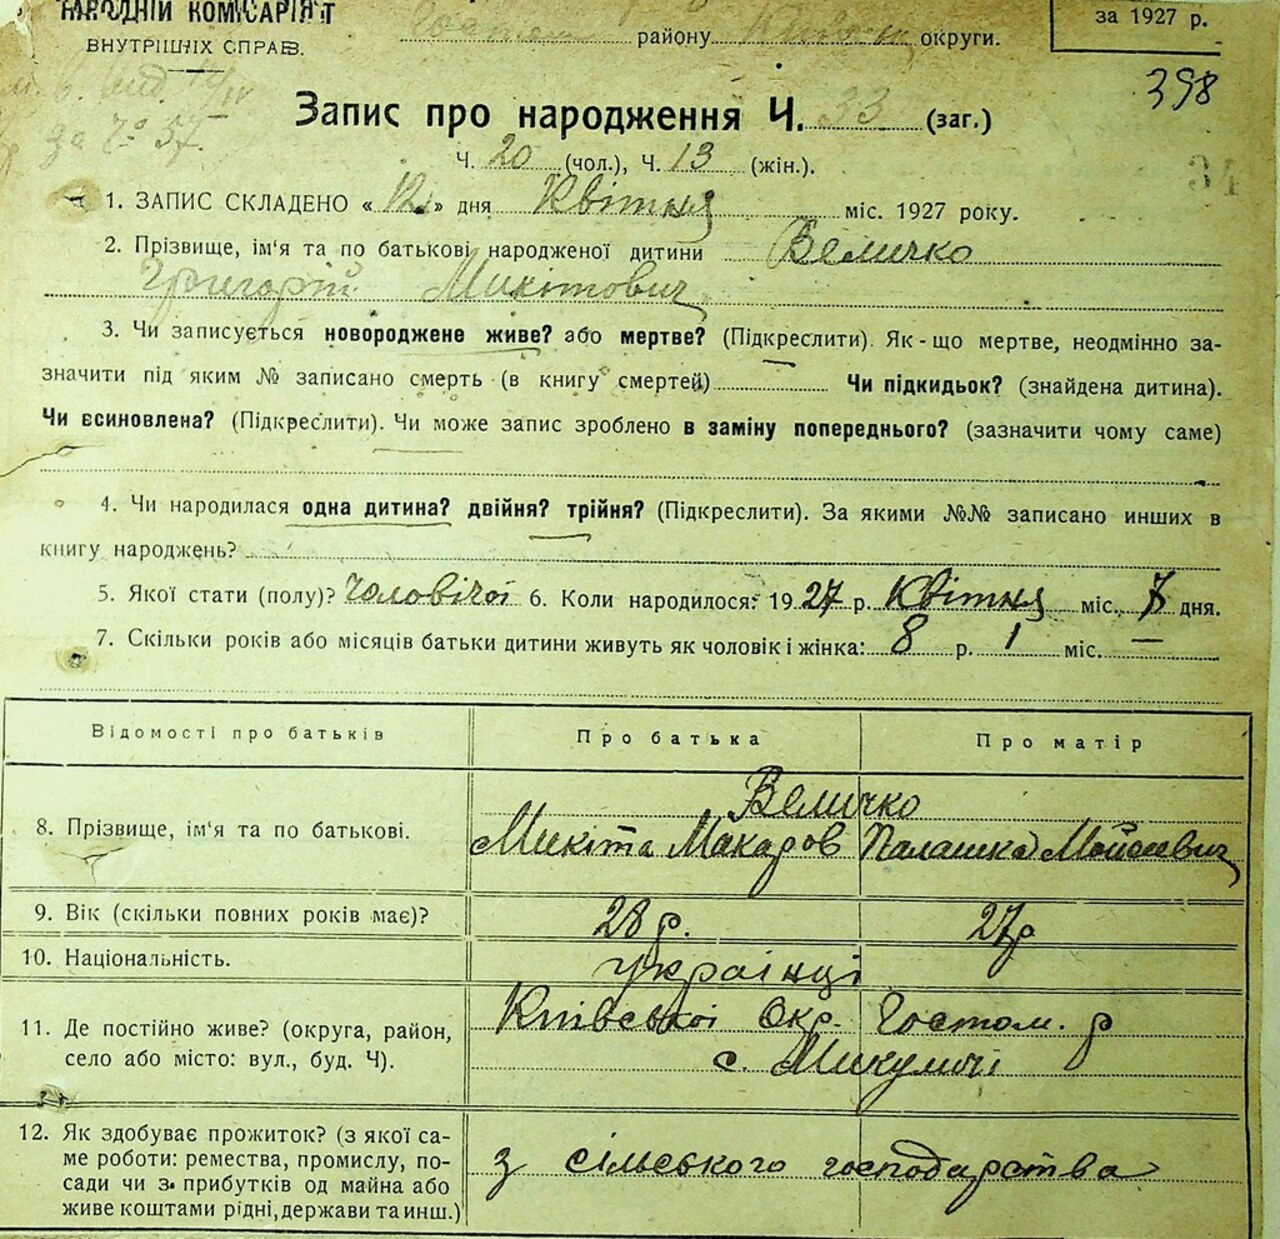 НАРОДНІЙ КОМІСАРІЯТ
ВНУТРІШНІХ СПРАВ.
району округи.
за 1927 р.
398
за № 37.
Запис про народження Ч. 33 (заг.)
Ч. 20 (чол.), Ч. 13 (жін.).
1. ЗАПИС СКЛАДЕНО « 12 » дня Квітня міс. 1927 року.
2. Прізвище, ім'я та по батькові народженої дитини Величко
Григорій Микітович
3. Чи записується новороджене живе? або мертве? (Підкреслити). Як-що мертве, неодмінно за-
значити під яким № записано смерть (в книгу смертей) Чи підкидьок? (знайдена дитина).
Чи всиновлена? (Підкреслити). Чи може запис зроблено в заміну попереднього? (зазначити чому саме)
4. Чи народилася одна дитина? двійня? трійня? (Підкреслити). За якими №№ записано инших в
книгу народжень?
5. Якої стати (полу)? Чоловічої 6. Коли народилося: 1927 р. Квітня міс. 7 дня.
7. Скільки років або місяців батьки дитини живуть як чоловік і жінка: 8 р. 1 міс. —
Відомості про батьків Про батька Про матір
8. Прізвище, ім'я та по батькові. Величко
Микіта Макаров Палашка Мойсеевич
9. Вік (скільки повних років має)? 28 р. 27 р
10. Національність. українці
11. Де постійно живе? (округа, район,
село або місто: вул., буд. Ч). Київської Окр. Гостом. р
с. Микуличі
12. Як здобуває прожиток? (з якої са-
ме роботи: ремества, промислу, по-
сади чи з прибутків од майна або
живе коштами рідні, держави та инш.)
з сільського господарства